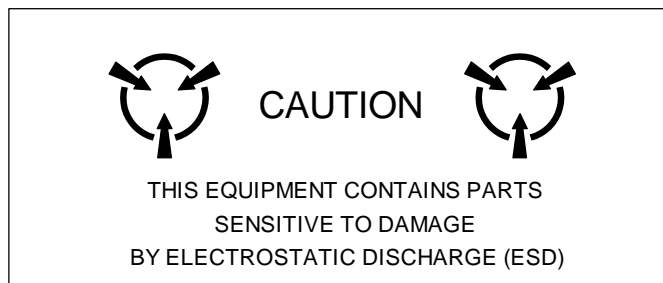 CAUTION
THIS EQUIPMENT CONTAINS PARTS
SENSITIVE TO DAMAGE
BY ELECTROSTATIC DISCHARGE (ESD)